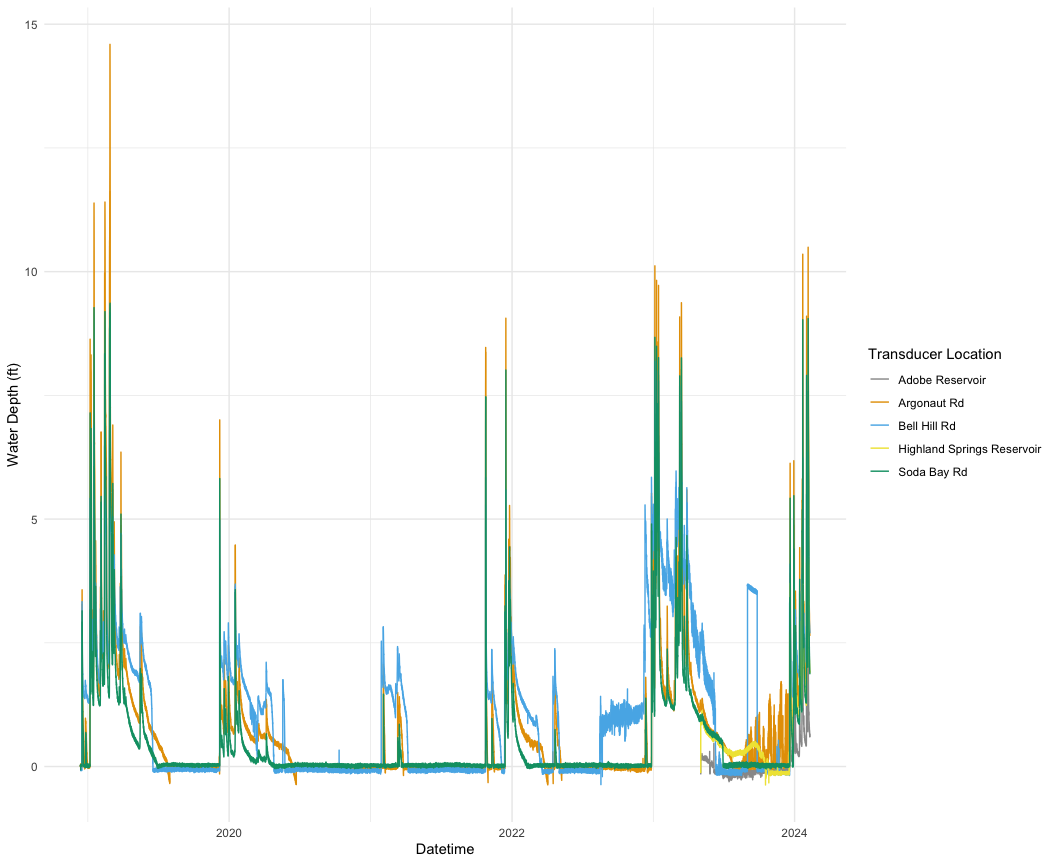 15
10
5
0
Water Depth (ft)
2020
2022
2024
Datetime
Transducer Location
Adobe Reservoir
Argonaut Rd
Bell Hill Rd
Highland Springs Reservoir
Soda Bay Rd